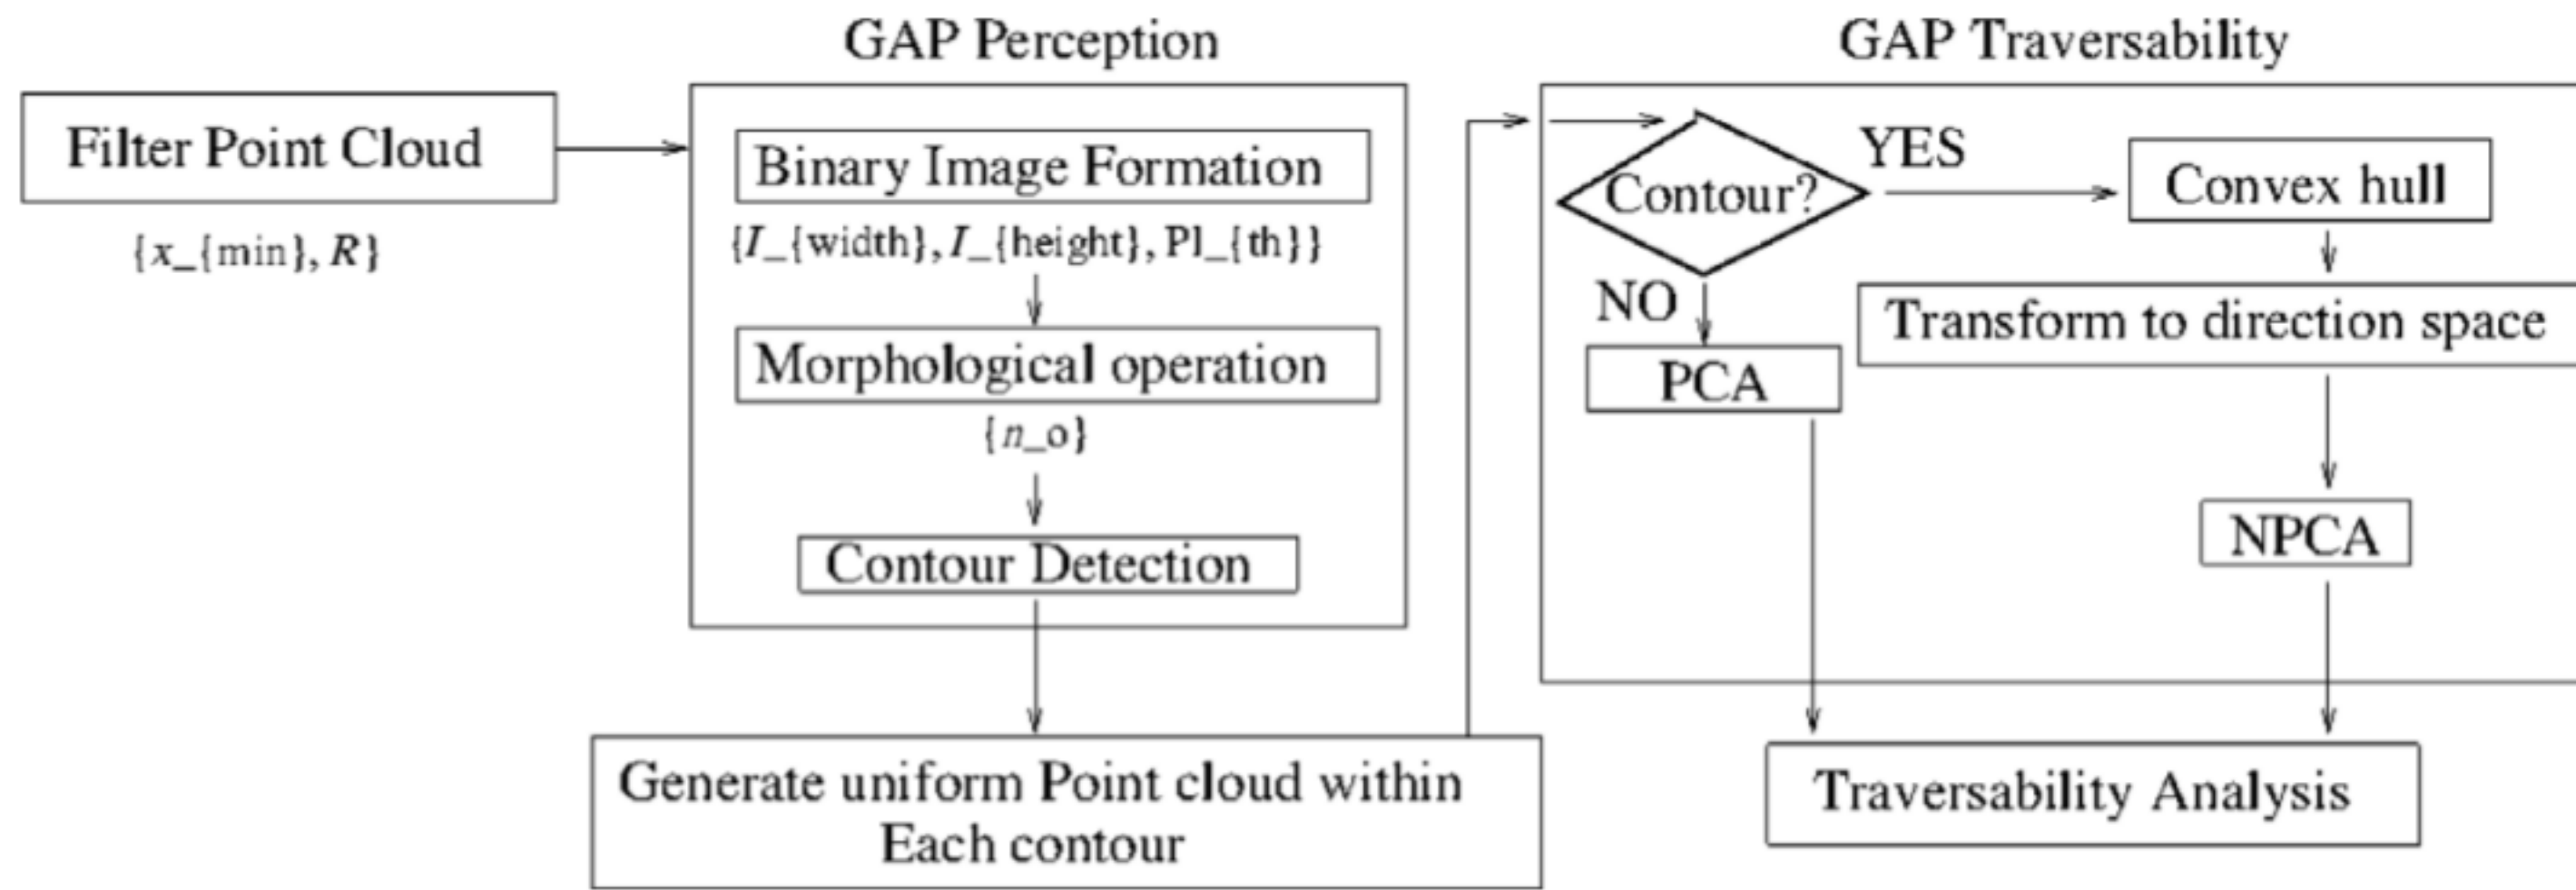 GAP Perception
GAP Traversability
Filter Point Cloud
{x_{min}, R}
Binary Image Formation
{I_{width}, I_{height}, Pl_{th}}
Morphological operation
{n_o}
Contour Detection
Generate uniform Point cloud within
Each contour
Contour?
YES
Convex hull
NO
Transform to direction space
PCA
NPCA
Traversability Analysis